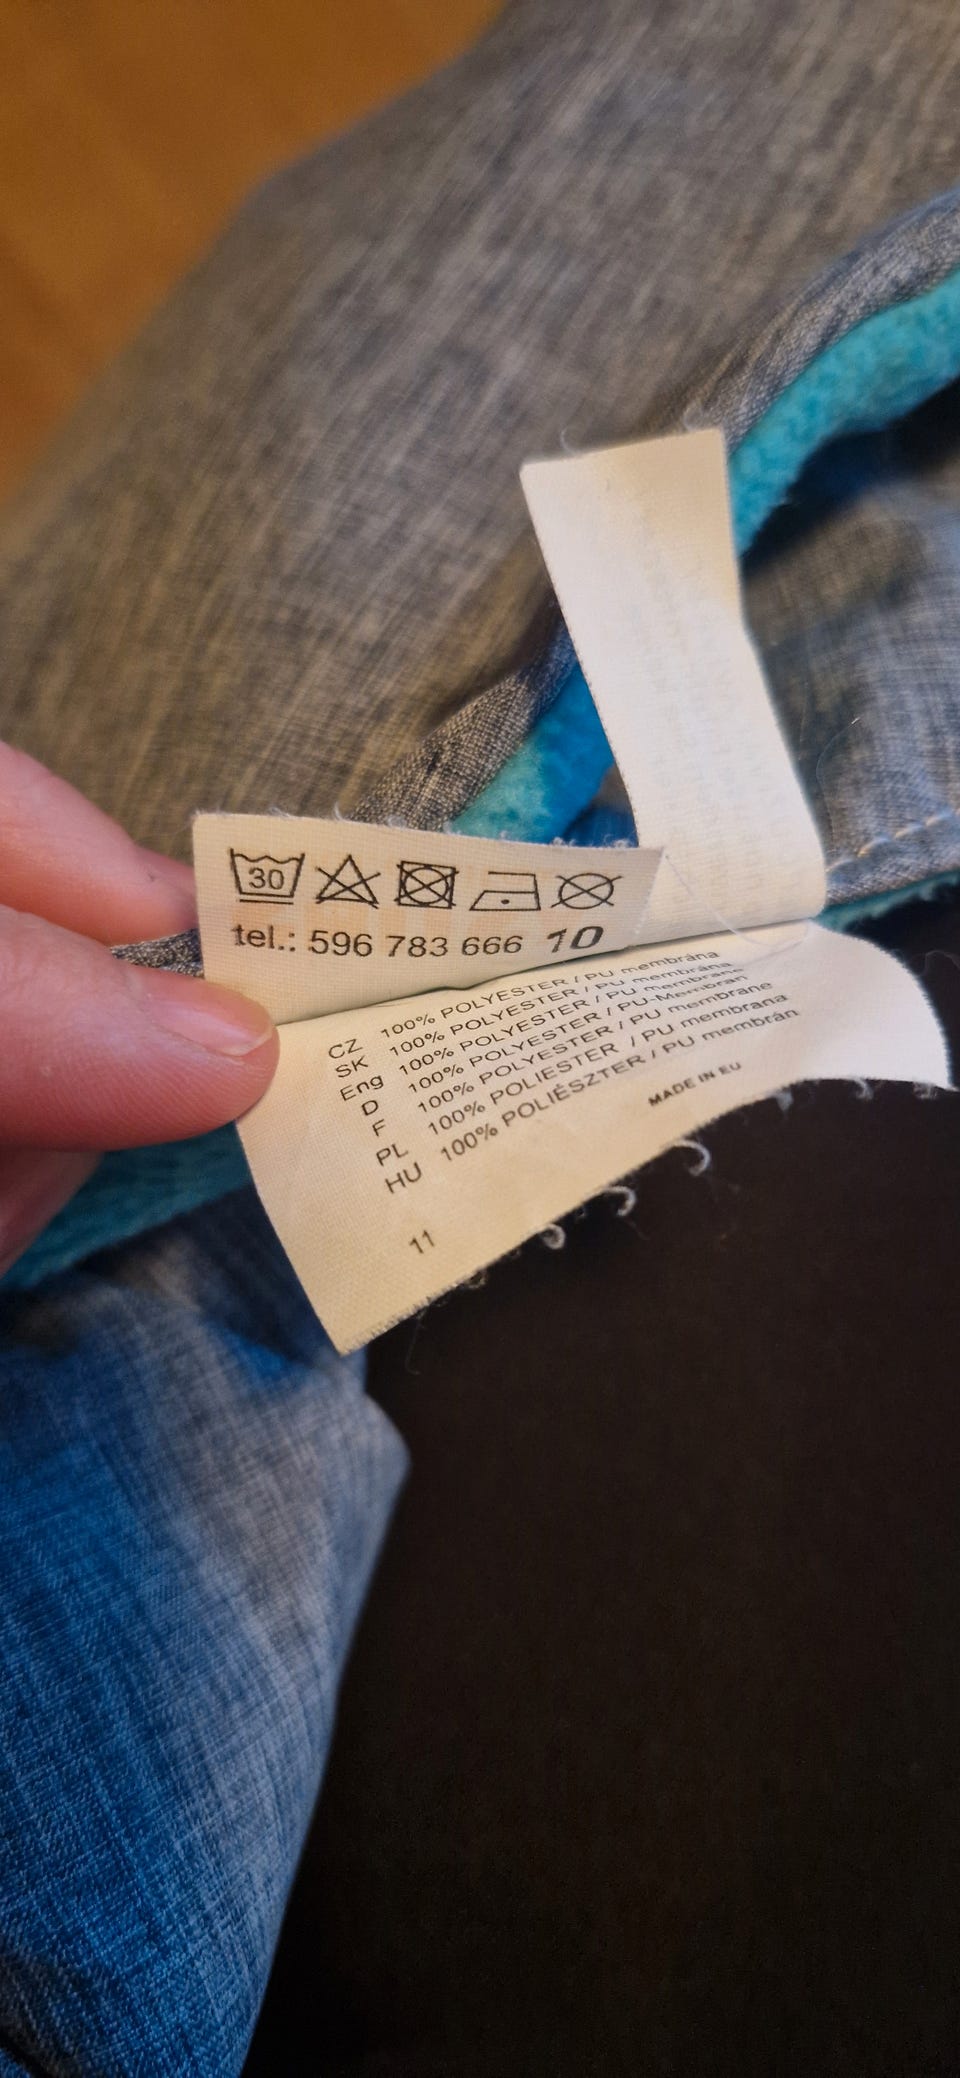 30
tel.: 596 783 666 10
CZ 100% POLYESTER / PU membrána
SK 100% POLYESTER / PU membrána
Eng 100% POLYESTER / PU membrane
D 100% POLYESTER / PU-Membran
F 100% POLYESTER / PU membrane
PL 100% POLIESTER / PU membrana
HU 100% POLIÉSZTER / PU membrán
MADE IN EU
11